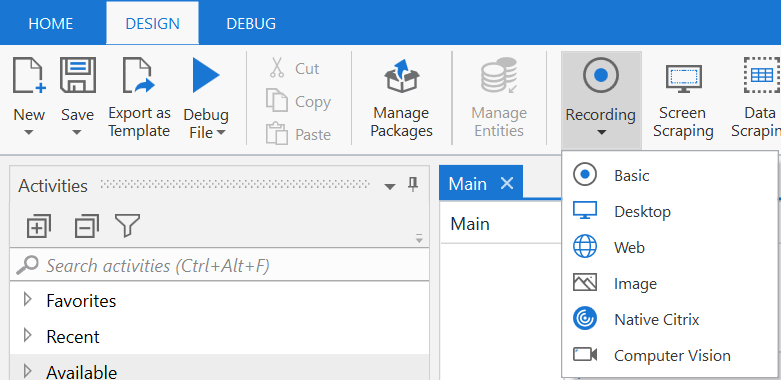 HOME DESIGN DEBUG
New Save Export as Template Debug File
Cut
Copy
Paste
Manage Packages
Manage Entities
Recording
Screen Scraping
Data Scrapin
Basic
Desktop
Web
Image
Native Citrix
Computer Vision
Activities
Search activities (Ctrl+Alt+F)
Favorites
Recent
Available
Main
Main